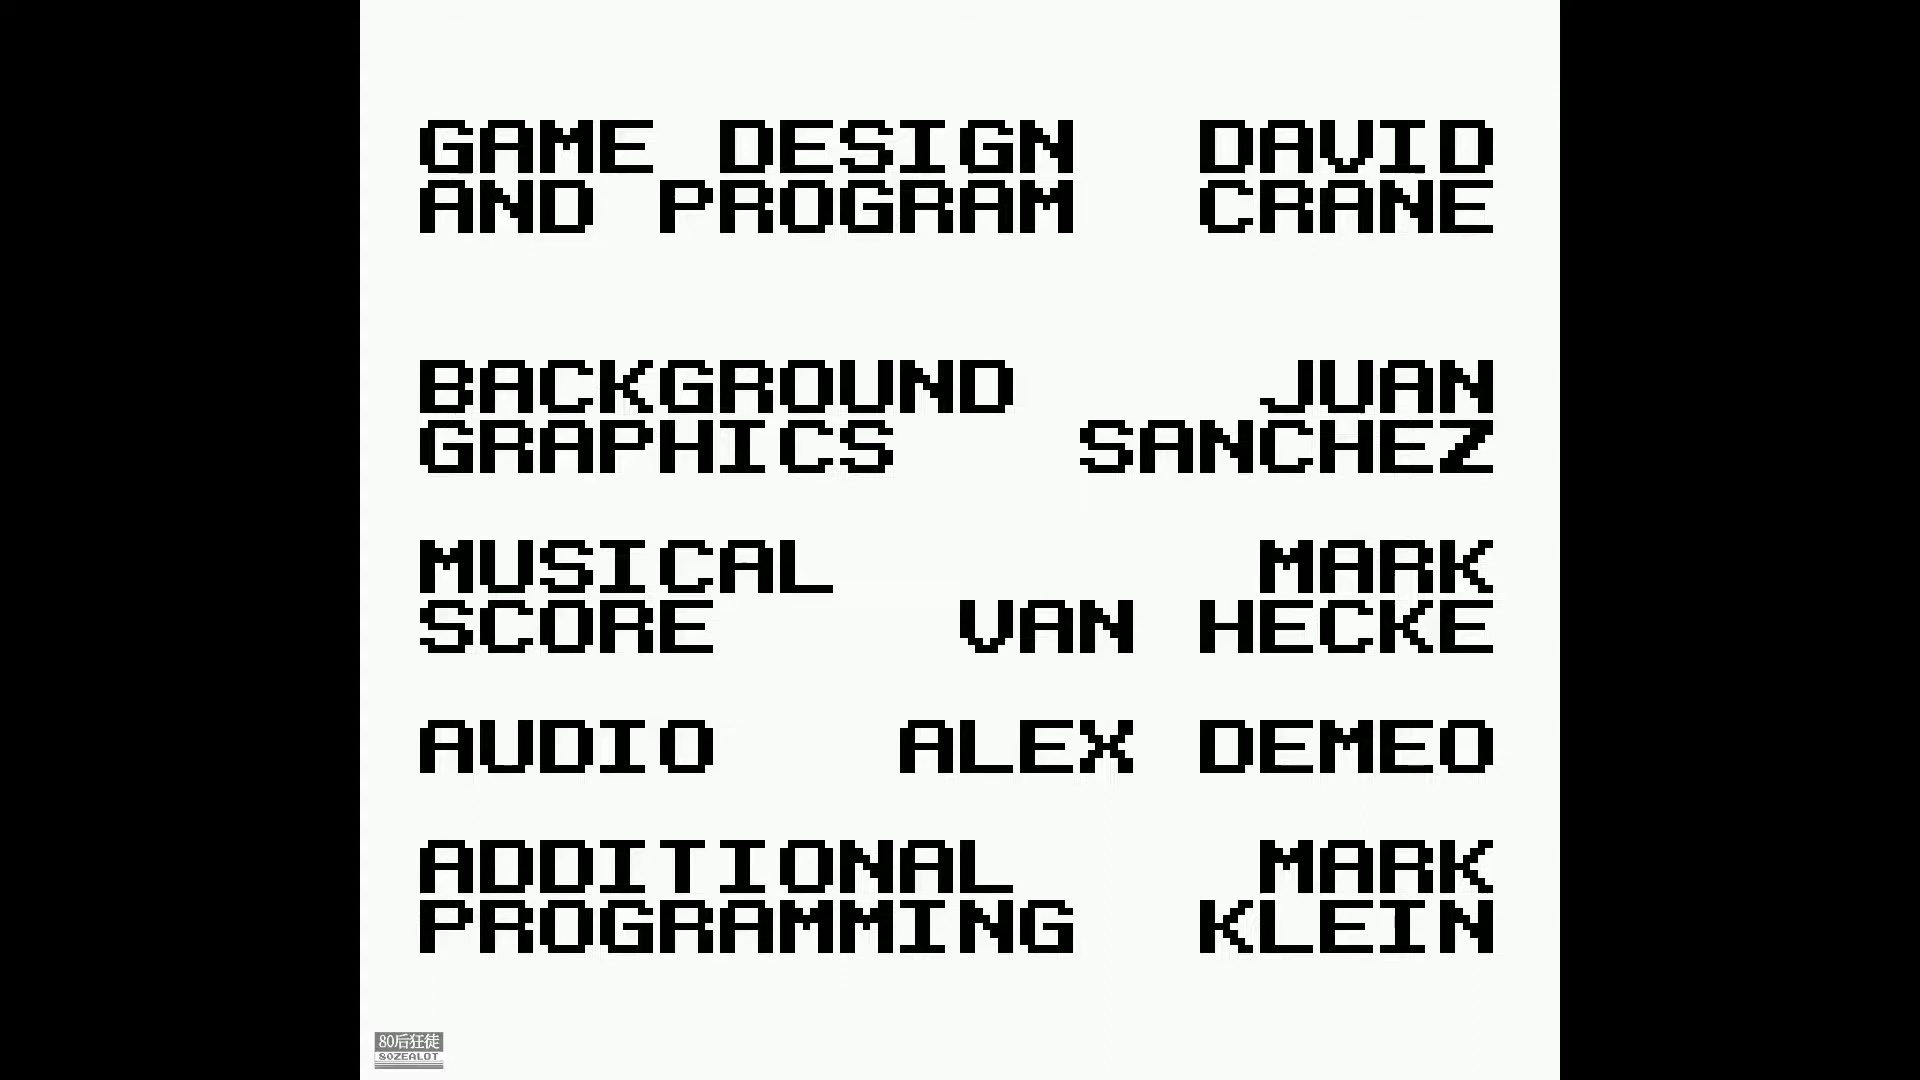 GAME DESIGN DAVID
AND PROGRAM CRANE
BACKGROUND JUAN
GRAPHICS SANCHEZ
MUSICAL MARK
SCORE VAN HECKE
AUDIO ALEX DEMEO
ADDITIONAL MARK
PROGRAMMING KLEIN
80后狂徒
80ZEALOT